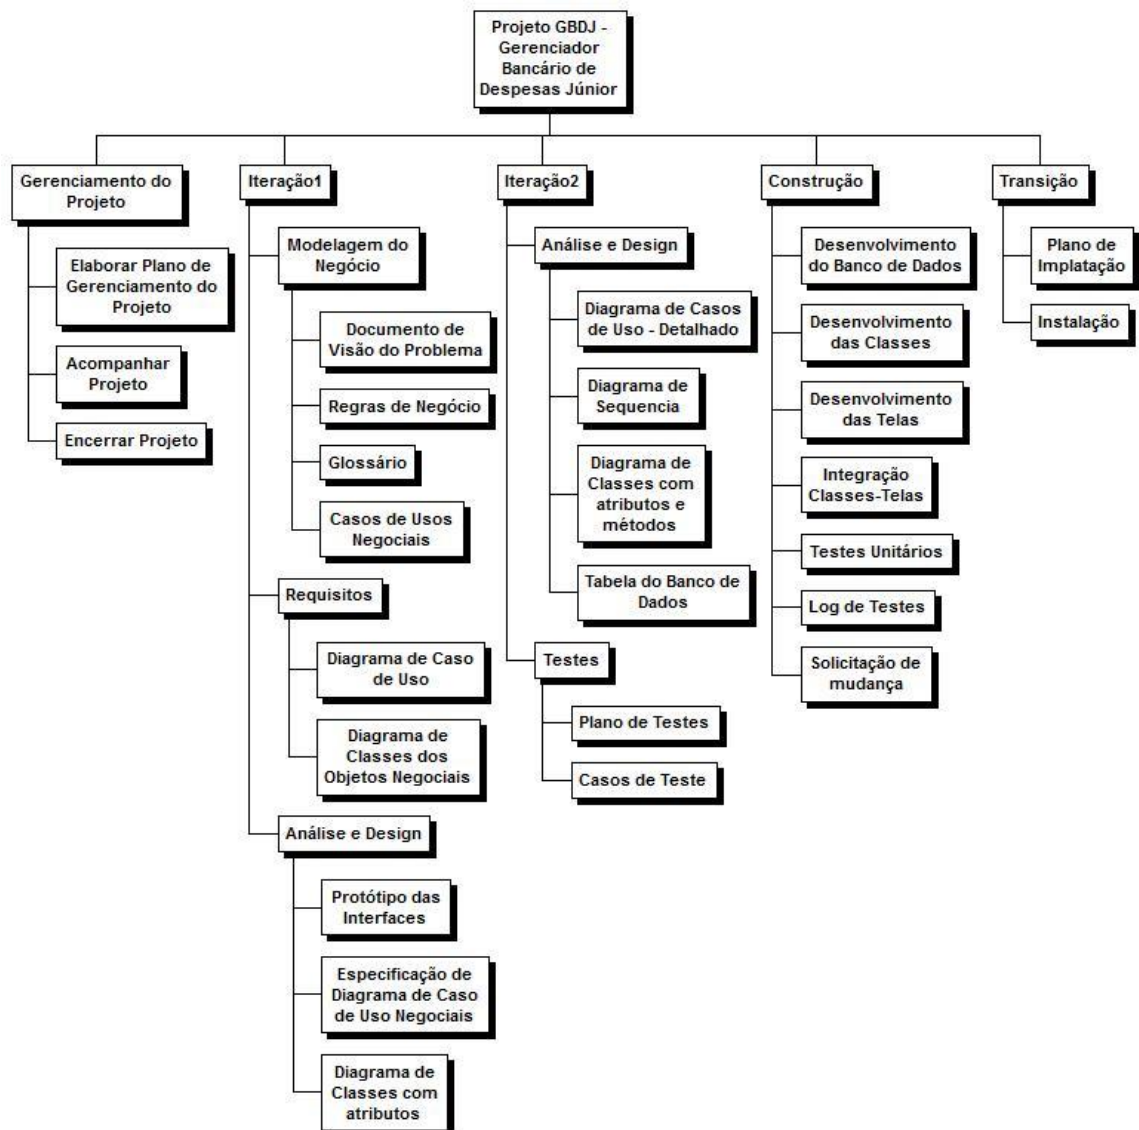 Projeto GBDJ -
Gerenciador
Bancário de
Despesas Júnior
Gerenciamento do
Projeto
Elaborar Plano de
Gerenciamento do
Projeto
Acompanhar
Projeto
Encerrar Projeto
Iteração1
Modelagem do
Negócio
Documento de
Visão do Problema
Regras de Negócio
Glossário
Casos de Usos
Negociais
Requisitos
Diagrama de Caso
de Uso
Diagrama de
Classes dos
Objetos Negociais
Análise e Design
Protótipo das
Interfaces
Especificação de
Diagrama de Caso
de Uso Negociais
Diagrama de
Classes com
atributos
Iteração2
Análise e Design
Diagrama de Casos
de Uso - Detalhado
Diagrama de
Sequencia
Diagrama de
Classes com
atributos e
métodos
Tabela do Banco de
Dados
Testes
Plano de Testes
Casos de Teste
Construção
Desenvolvimento
do Banco de Dados
Desenvolvimento
das Classes
Desenvolvimento
das Telas
Integração
Classes-Telas
Testes Unitários
Log de Testes
Solicitação de
mudança
Transição
Plano de
Implatação
Instalação